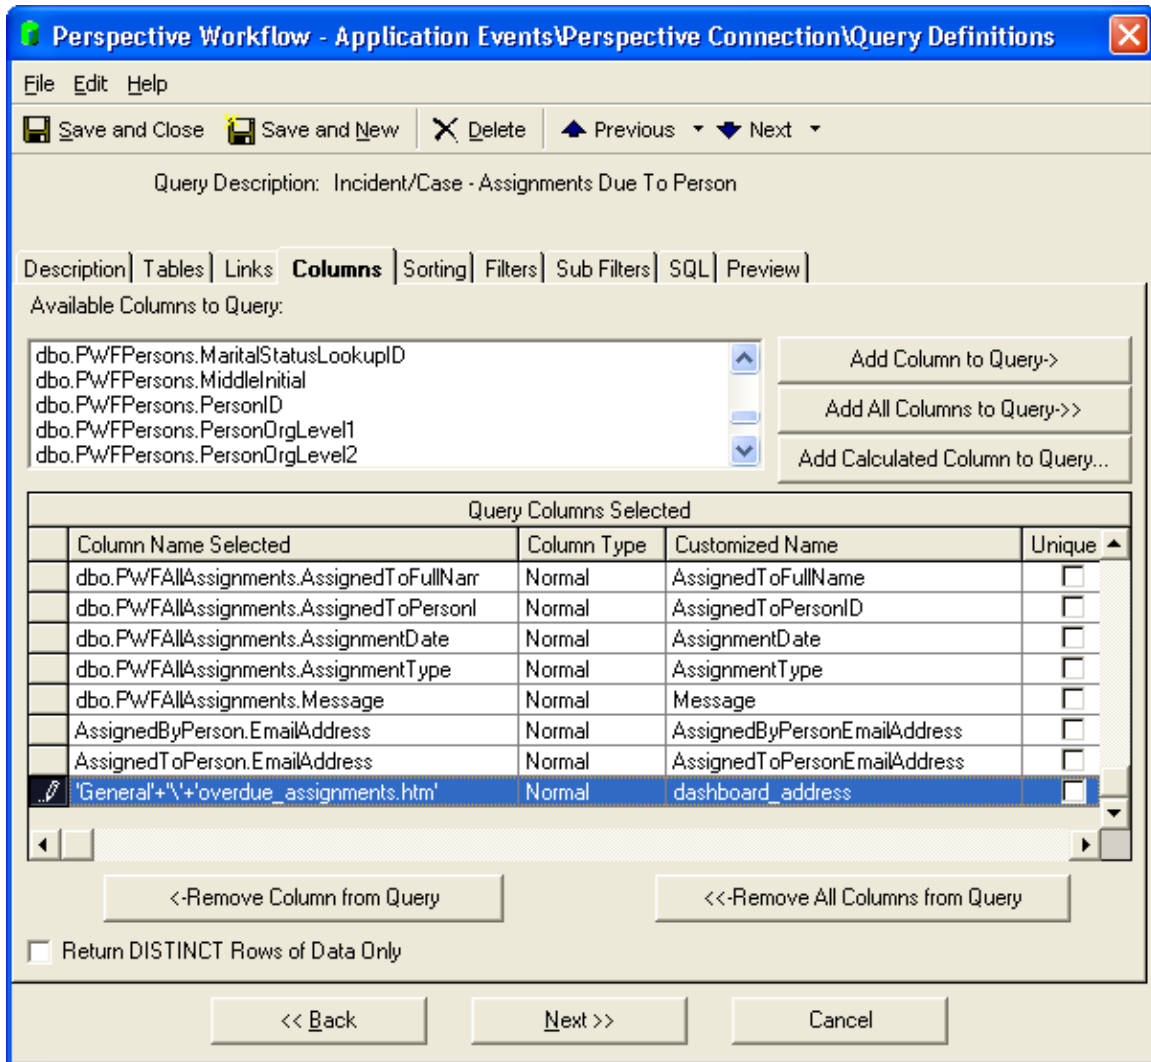 Perspective Workflow - Application Events\Perspective Connection\Query Definitions
File Edit Help
Save and Close Save and New Delete Previous Next
Query Description: Incident/Case - Assignments Due To Person
Description Tables Links Columns Sorting Filters Sub Filters SQL Preview
Available Columns to Query:
dbo.PWFPersons.MaritalStatusLookupID
dbo.PWFPersons.MiddleInitial
dbo.PWFPersons.PersonID
dbo.PWFPersons.PersonOrgLevel1
dbo.PWFPersons.PersonOrgLevel2
Add Column to Query->
Add All Columns to Query->>
Add Calculated Column to Query...
Query Columns Selected
Column Name Selected Column Type Customized Name Unique
dbo.PWFAllAssignments.AssignedToFullNam Normal AssignedToFullName
dbo.PWFAllAssignments.AssignedToPersonI Normal AssignedToPersonID
dbo.PWFAllAssignments.AssignmentDate Normal AssignmentDate
dbo.PWFAllAssignments.AssignmentType Normal AssignmentType
dbo.PWFAllAssignments.Message Normal Message
AssignedByPerson.EmailAddress Normal AssignedByPersonEmailAddress
AssignedToPerson.EmailAddress Normal AssignedToPersonEmailAddress
'General'+'\'+'overdue_assignments.htm' Normal dashboard_address
<-Remove Column from Query <<-Remove All Columns from Query
Return DISTINCT Rows of Data Only
<< Back Next >> Cancel